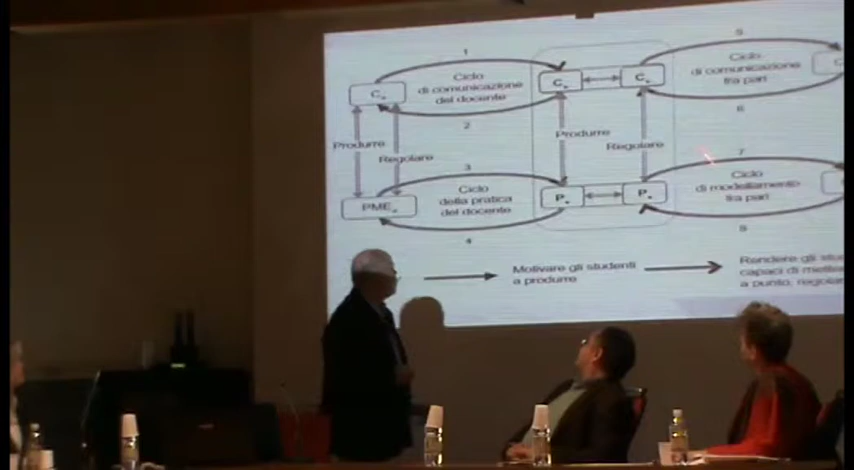 1
Ciclo
di comunicazione
del docente
2
5
Ciclo
di comunicazione
tra pari
6
Produrre
Regolare
Produrre
Regolare
3
Ciclo
della pratica
del docente
4
7
Ciclo
di modellamento
tra pari
8
PME
Motivare gli studenti
a produrre
Rendere gli stu
capaci di mette
a punto, regolar